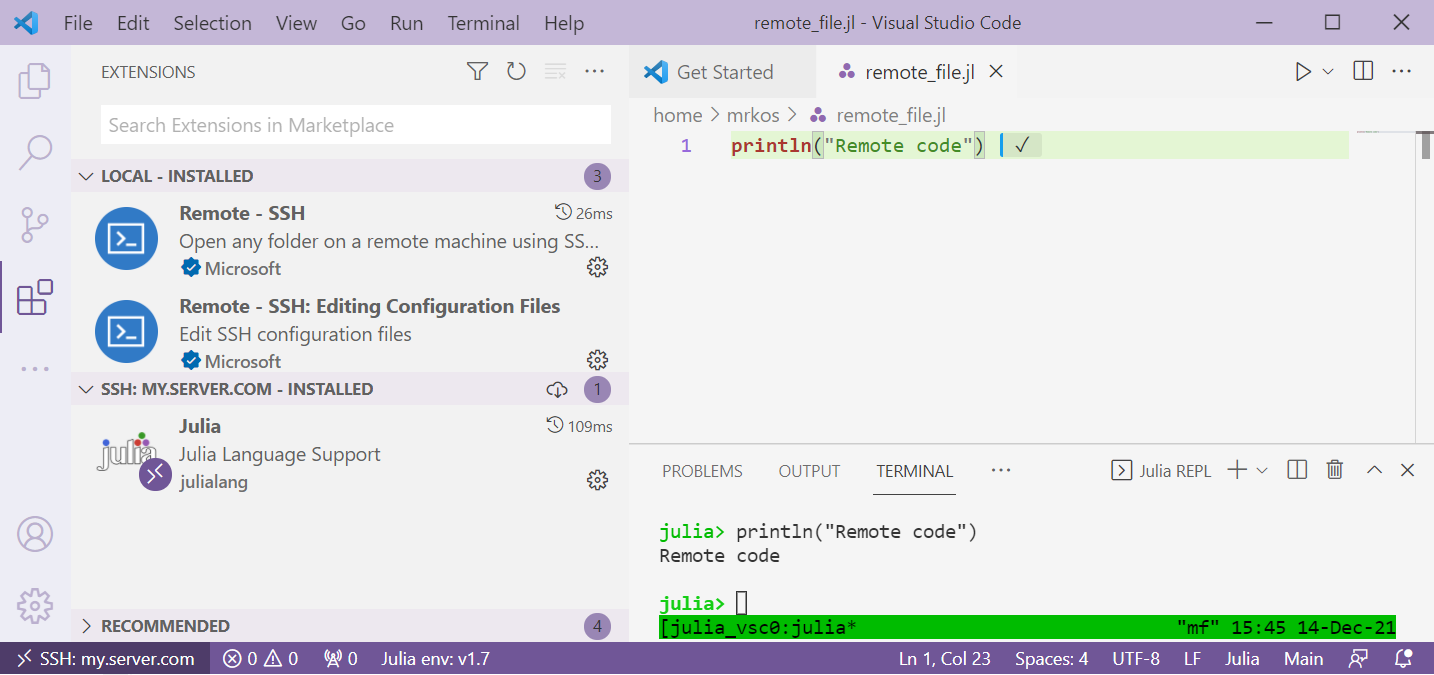 File Edit Selection View Go Run Terminal Help remote_file.jl - Visual Studio Code
EXTENSIONS
Search Extensions in Marketplace
LOCAL - INSTALLED 3
Remote - SSH 26ms
Open any folder on a remote machine using SS...
Microsoft
Remote - SSH: Editing Configuration Files
Edit SSH configuration files
Microsoft
SSH: MY.SERVER.COM - INSTALLED 1
julia
Julia 109ms
Julia Language Support
julialang
RECOMMENDED 4
Get Started remote_file.jl
home > mrkos > remote_file.jl
1 println("Remote code") ✓
PROBLEMS OUTPUT TERMINAL ··· Julia REPL
julia> println("Remote code")
Remote code
julia>
[julia_vsc0:julia* "mf" 15:45 14-Dec-21
SSH: my.server.com 0 0 0 Julia env: v1.7 Ln 1, Col 23 Spaces: 4 UTF-8 LF Julia Main